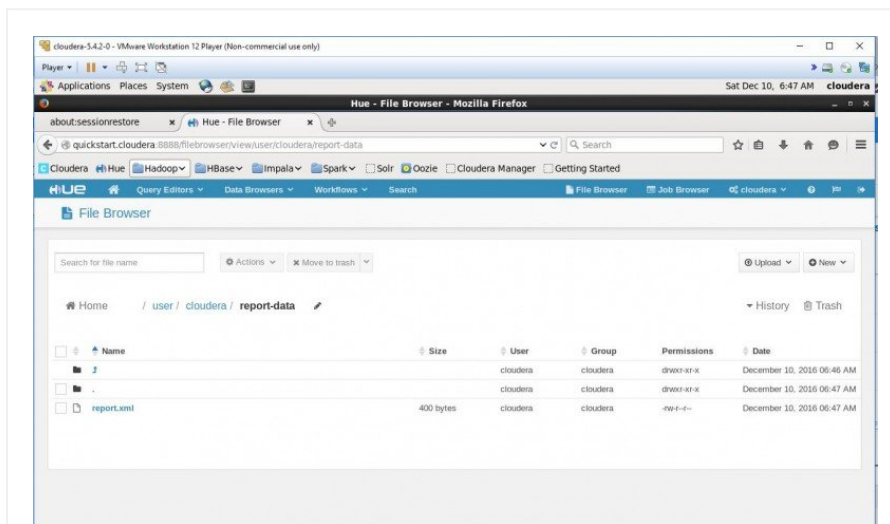 cloudera-5.4.2-0 - VMware Workstation 12 Player (Non-commercial use only)
Player
Applications Places System Sat Dec 10, 6:47 AM cloudera
Hue - File Browser - Mozilla Firefox
about:sessionrestore Hue - File Browser
quickstart.cloudera:8888/filebrowser/view/user/cloudera/report-data Search
Cloudera Hue Hadoop HBase Impala Spark Solr Oozie Cloudera Manager Getting Started
HUE Query Editors Data Browsers Workflows Search File Browser Job Browser cloudera
File Browser
Search for file name Actions Move to trash Upload New
Home / user / cloudera / report-data History Trash
Name Size User Group Permissions Date
cloudera cloudera drwxr-xr-x December 10, 2016 06:46 AM
. cloudera cloudera drwxr-xr-x December 10, 2016 06:47 AM
report.xml 400 bytes cloudera cloudera -rw-r--r-- December 10, 2016 06:47 AM